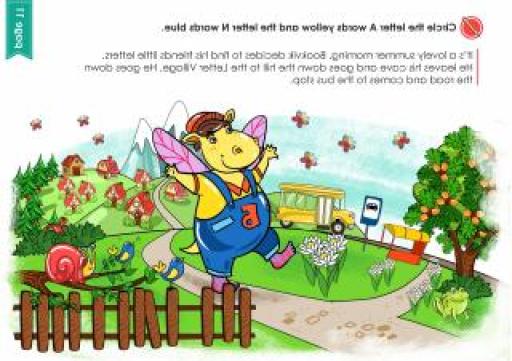 Circle the letter A words yellow and the letter N words blue.
It's a lovely summer morning. Bookvik decides to find his friends little letters.
He leaves his cave and goes down the hill to the Letter Village. He goes down
the road and comes to the bus stop.
page 11